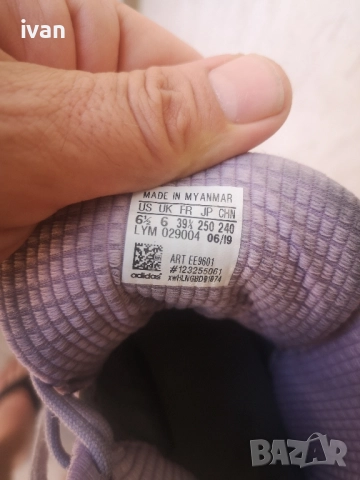 ivan
MADE IN MYANMAR
US UK FR JP CHN
6½ 6 39⅓ 250 240
LYM 029004 06/19
ART EE9601
#123255061
adidas
BAZAR